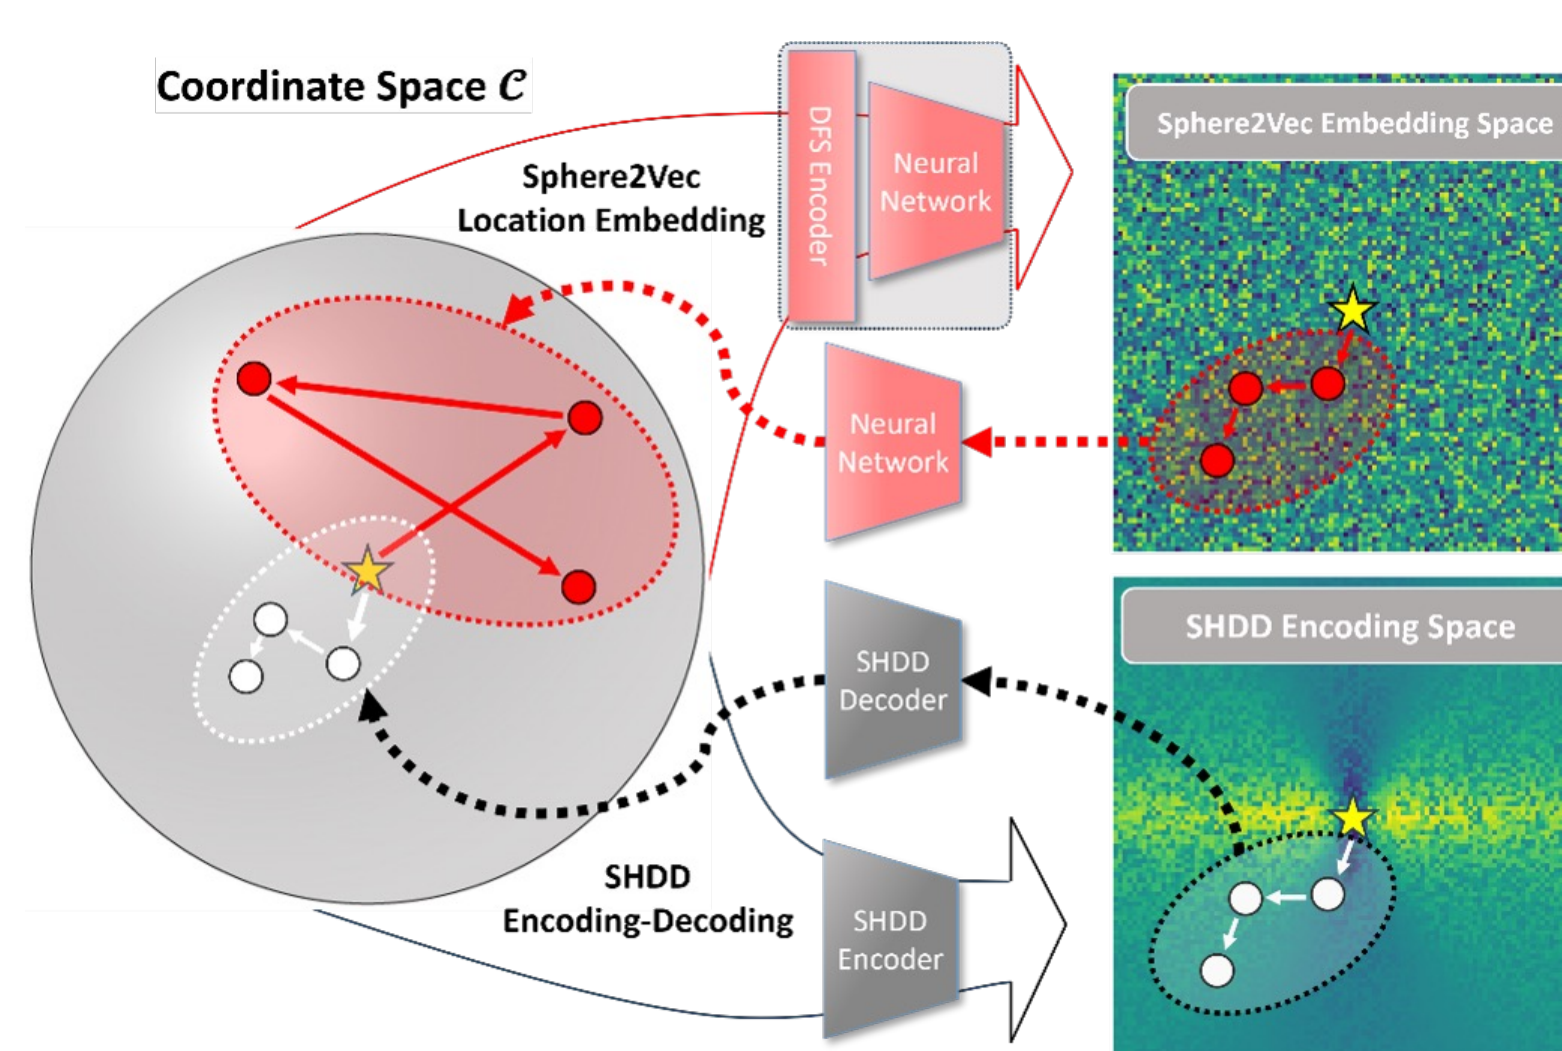 Coordinate Space 𝓒
Sphere2Vec
Location Embedding
DFS Encoder
Neural
Network
Sphere2Vec Embedding Space
Neural
Network
SHDD
Decoder
SHDD Encoding Space
SHDD
Encoding-Decoding
SHDD
Encoder